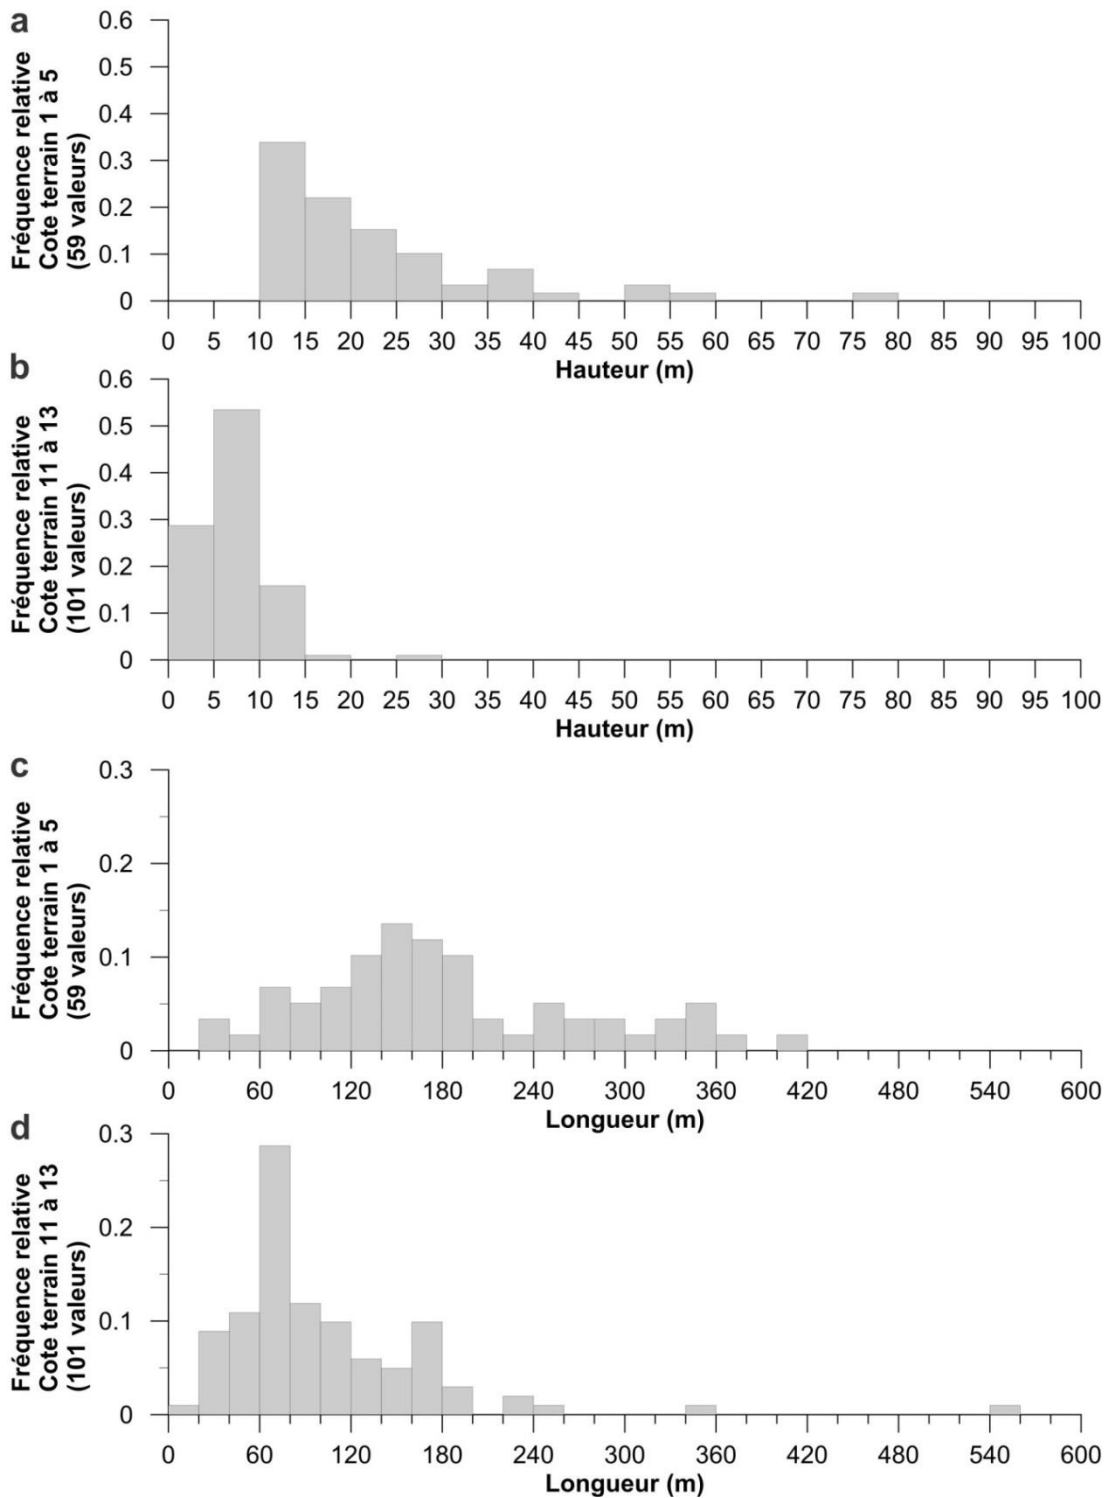 a
Fréquence relative
Cote terrain 1 à 5
(59 valeurs)
0.6
0.5
0.4
0.3
0.2
0.1
0
0 5 10 15 20 25 30 35 40 45 50 55 60 65 70 75 80 85 90 95 100
Hauteur (m)
b
Fréquence relative
Cote terrain 11 à 13
(101 valeurs)
0.6
0.5
0.4
0.3
0.2
0.1
0
0 5 10 15 20 25 30 35 40 45 50 55 60 65 70 75 80 85 90 95 100
Hauteur (m)
c
Fréquence relative
Cote terrain 1 à 5
(59 valeurs)
0.3
0.2
0.1
0
0 60 120 180 240 300 360 420 480 540 600
Longueur (m)
d
Fréquence relative
Cote terrain 11 à 13
(101 valeurs)
0.3
0.2
0.1
0
0 60 120 180 240 300 360 420 480 540 600
Longueur (m)